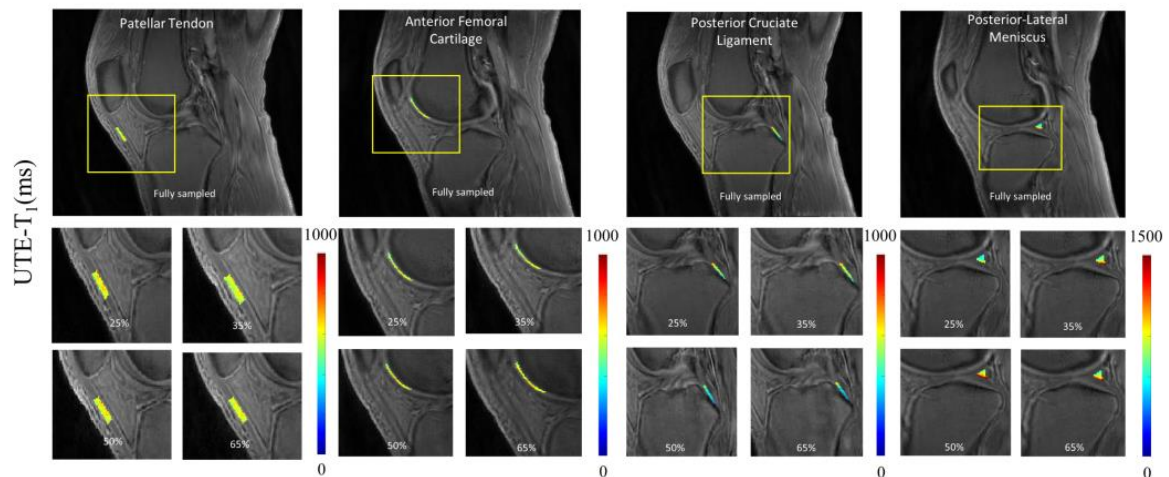 Patellar Tendon
Anterior Femoral
Cartilage
Posterior Cruciate
Ligament
Posterior-Lateral
Meniscus
Fully sampled
Fully sampled
Fully sampled
Fully sampled
UTE-T1(ms)
1000
1000
1000
1500
25%
35%
25%
35%
25%
35%
25%
35%
50%
65%
50%
65%
50%
65%
50%
65%
0
0
0
0